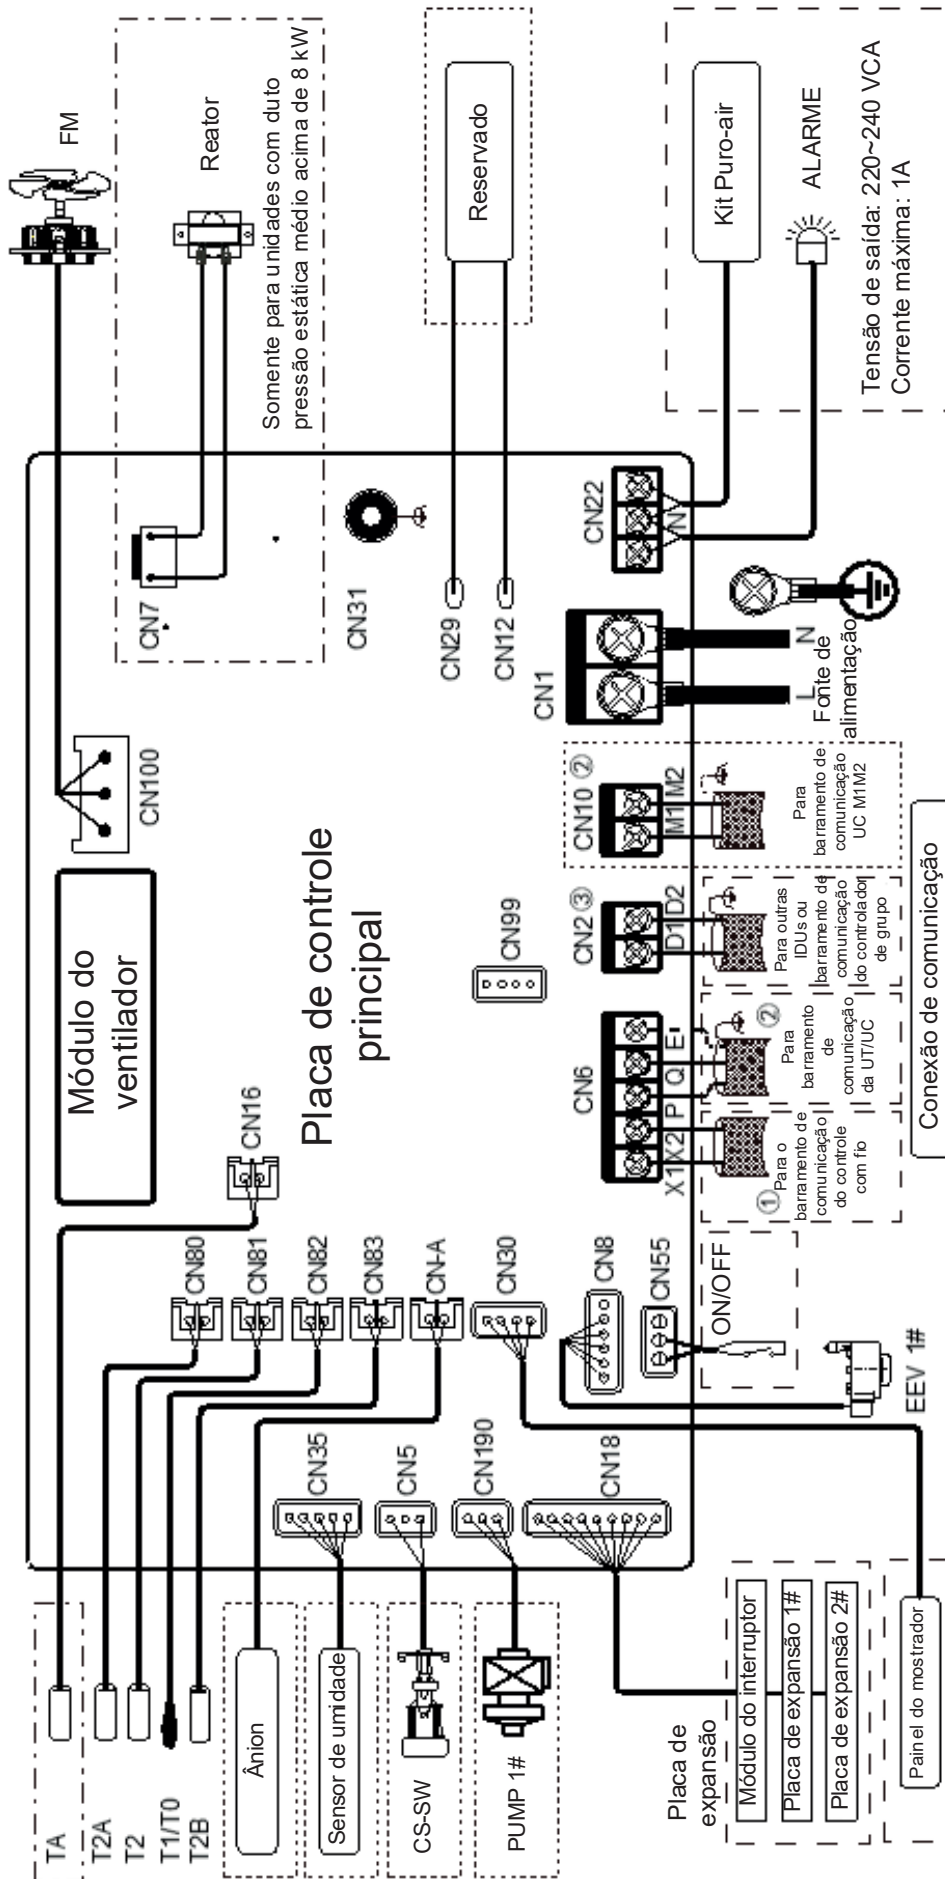 TA
T2A
T2
T1/T0
T2B
Ânion
Sensor de umidade
CS-SW
PUMP 1#
Placa de
expansão
Módulo do interruptor
Placa de expansão 1#
Placa de expansão 2#
Painel do mostrador
CN16
CN80
CN81
CN82
CN83
CN-A
CN30
CN35
CN5
CN190
CN18
CN8
CN55
ON/OFF
EEV 1#
Módulo do
ventilador
Placa de controle
principal
CN100
CN99
FM
CN7
Reator
Somente para unidades com duto
pressão estática médio acima de 8 kW
CN31
CN29
CN12
Reservado
CN6
X1 X2 P Q E
CN2 ③
D1 D2
CN10 ②
M1 M2
CN1
L N
Fonte de
alimentação
CN22
N
Kit Puro-air
ALARME
Tensão de saída: 220~240 VCA
Corrente máxima: 1A
① Para o
barramento de
comunicação
do controle
com fio
②
Para
barramento
de
comunicação
da UT/UC
Para outras
IDUs ou
barramento de
comunicação
do controlador
de grupo
Para
barramento de
comunicação
UC M1M2
Conexão de comunicação